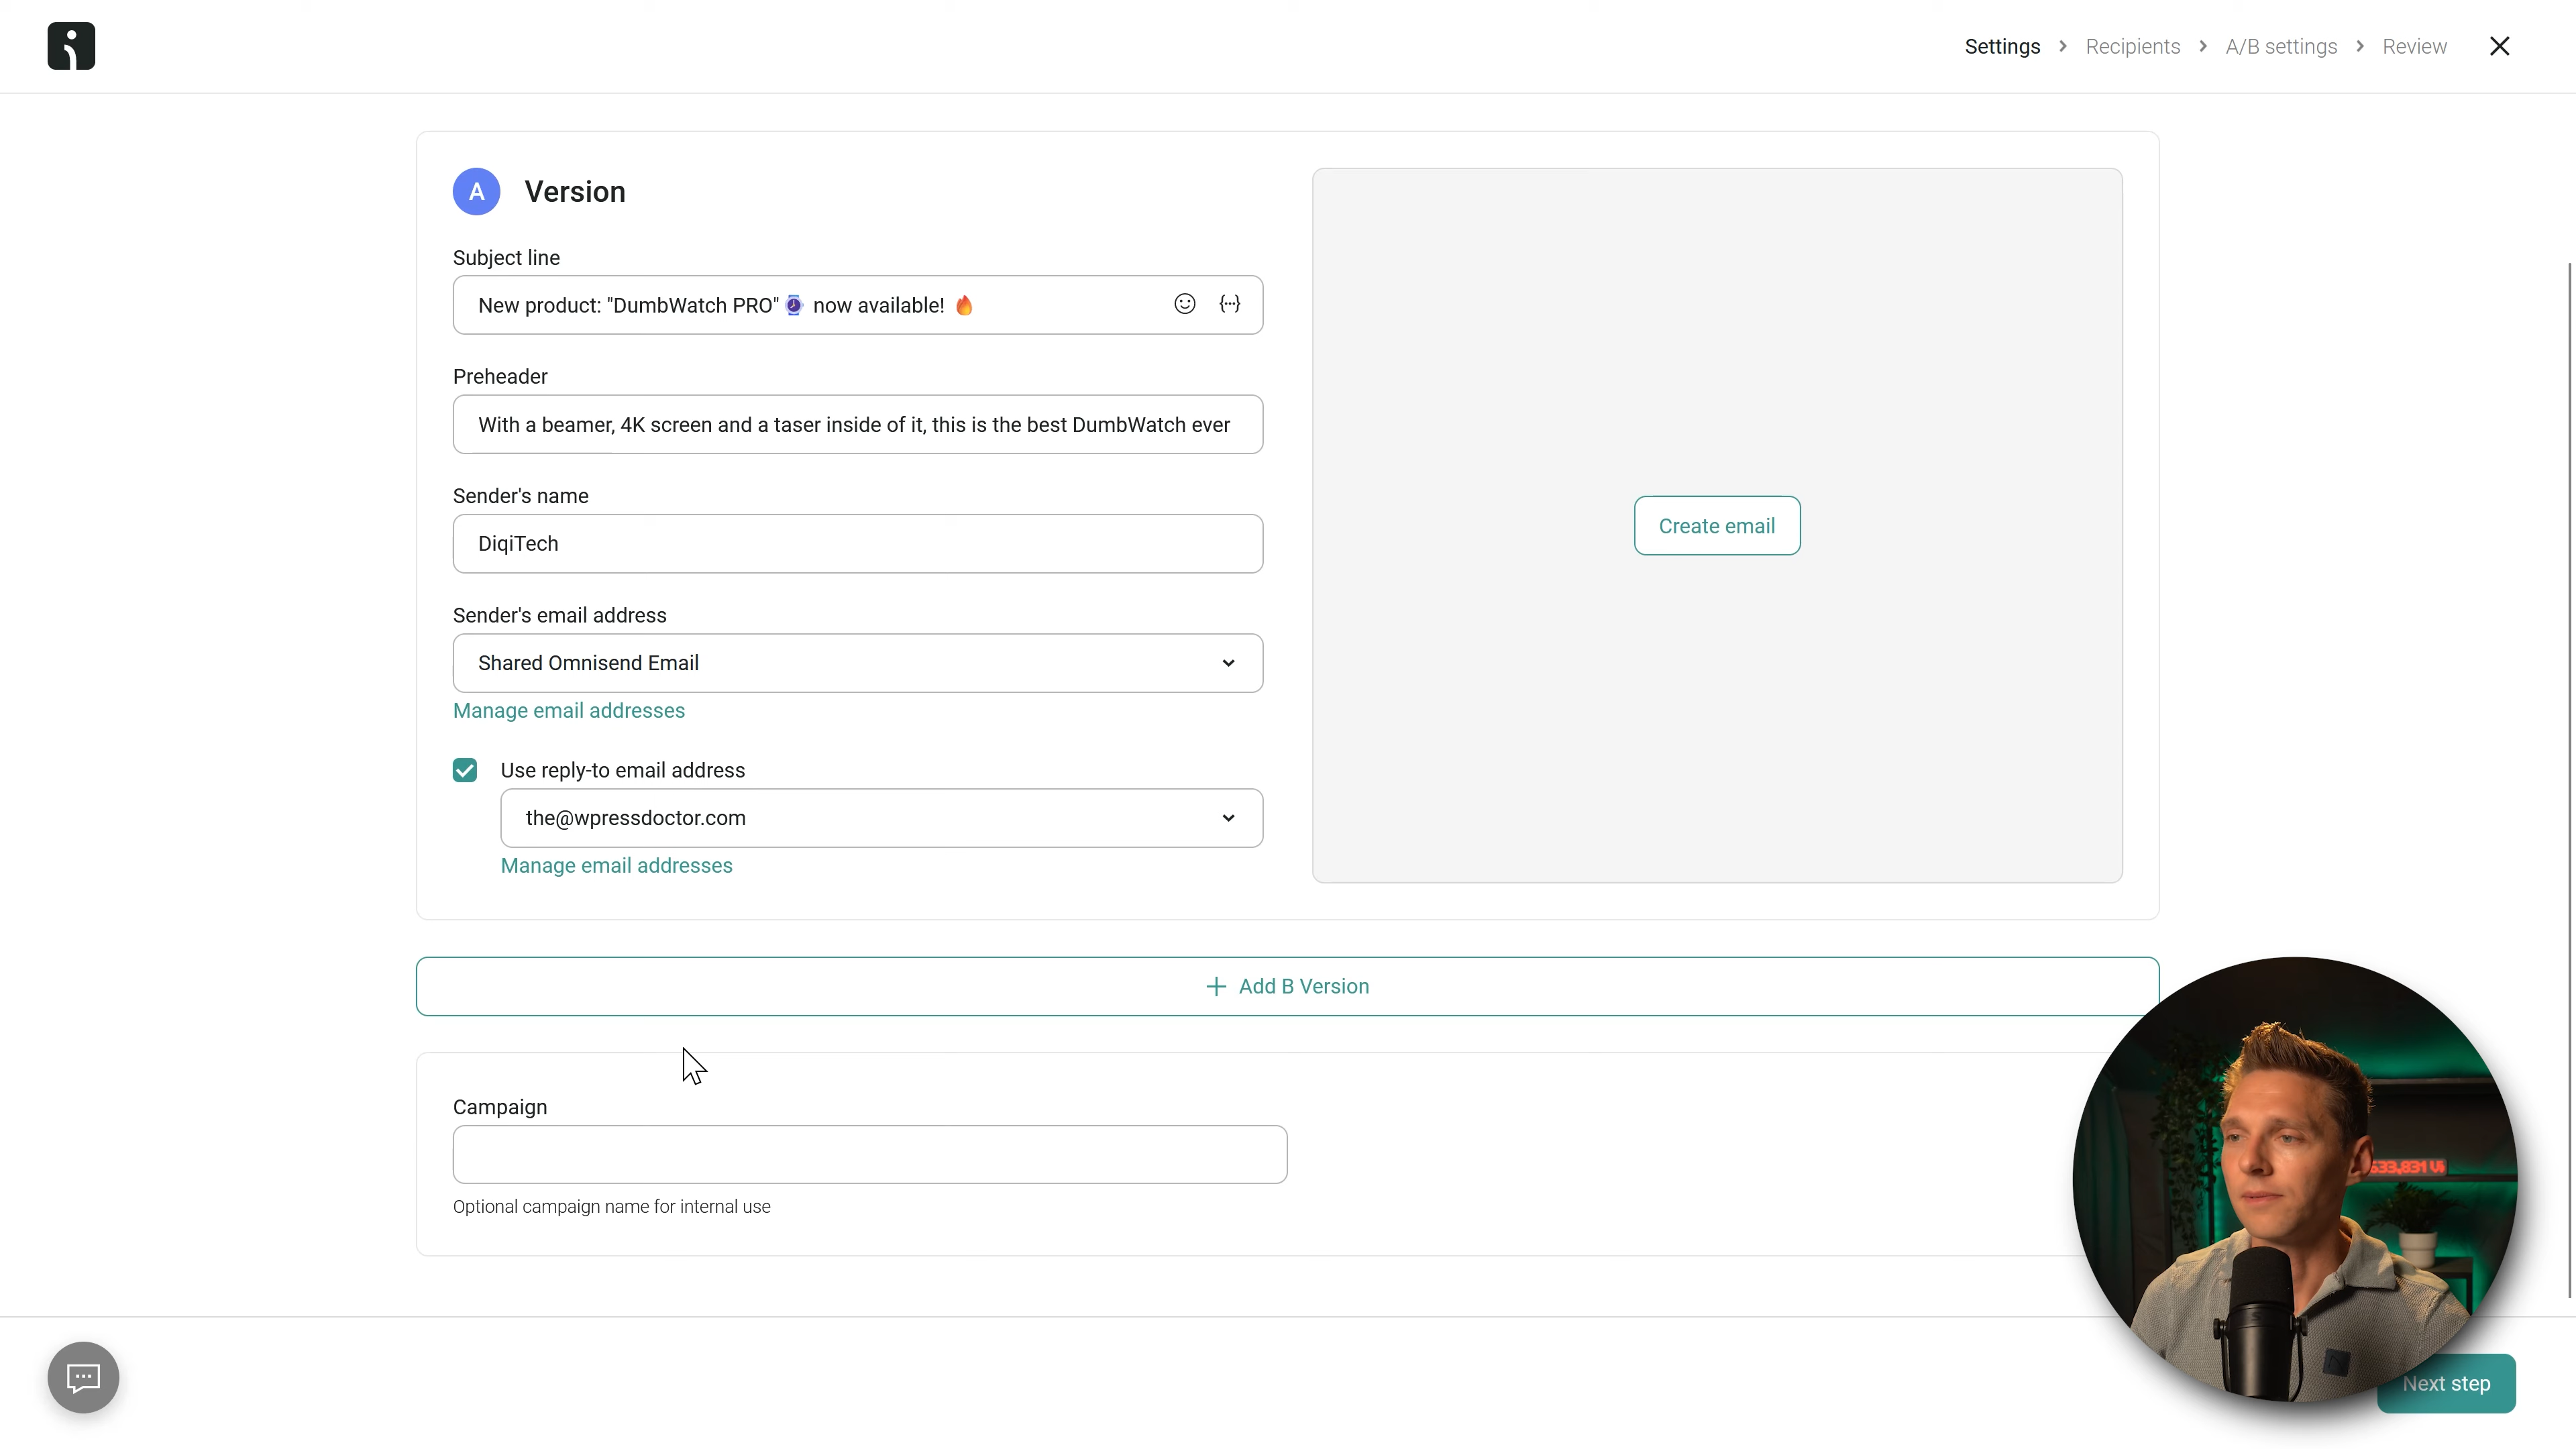 Settings > Recipients > A/B settings > Review
A Version
Subject line
New product: "DumbWatch PRO" ⌚ now available! 🔥
Preheader
With a beamer, 4K screen and a taser inside of it, this is the best DumbWatch ever
Sender's name
DiqiTech
Sender's email address
Shared Omnisend Email
Manage email addresses
Use reply-to email address
the@wpressdoctor.com
Manage email addresses
Create email
+ Add B Version
Campaign
Optional campaign name for internal use
Next step